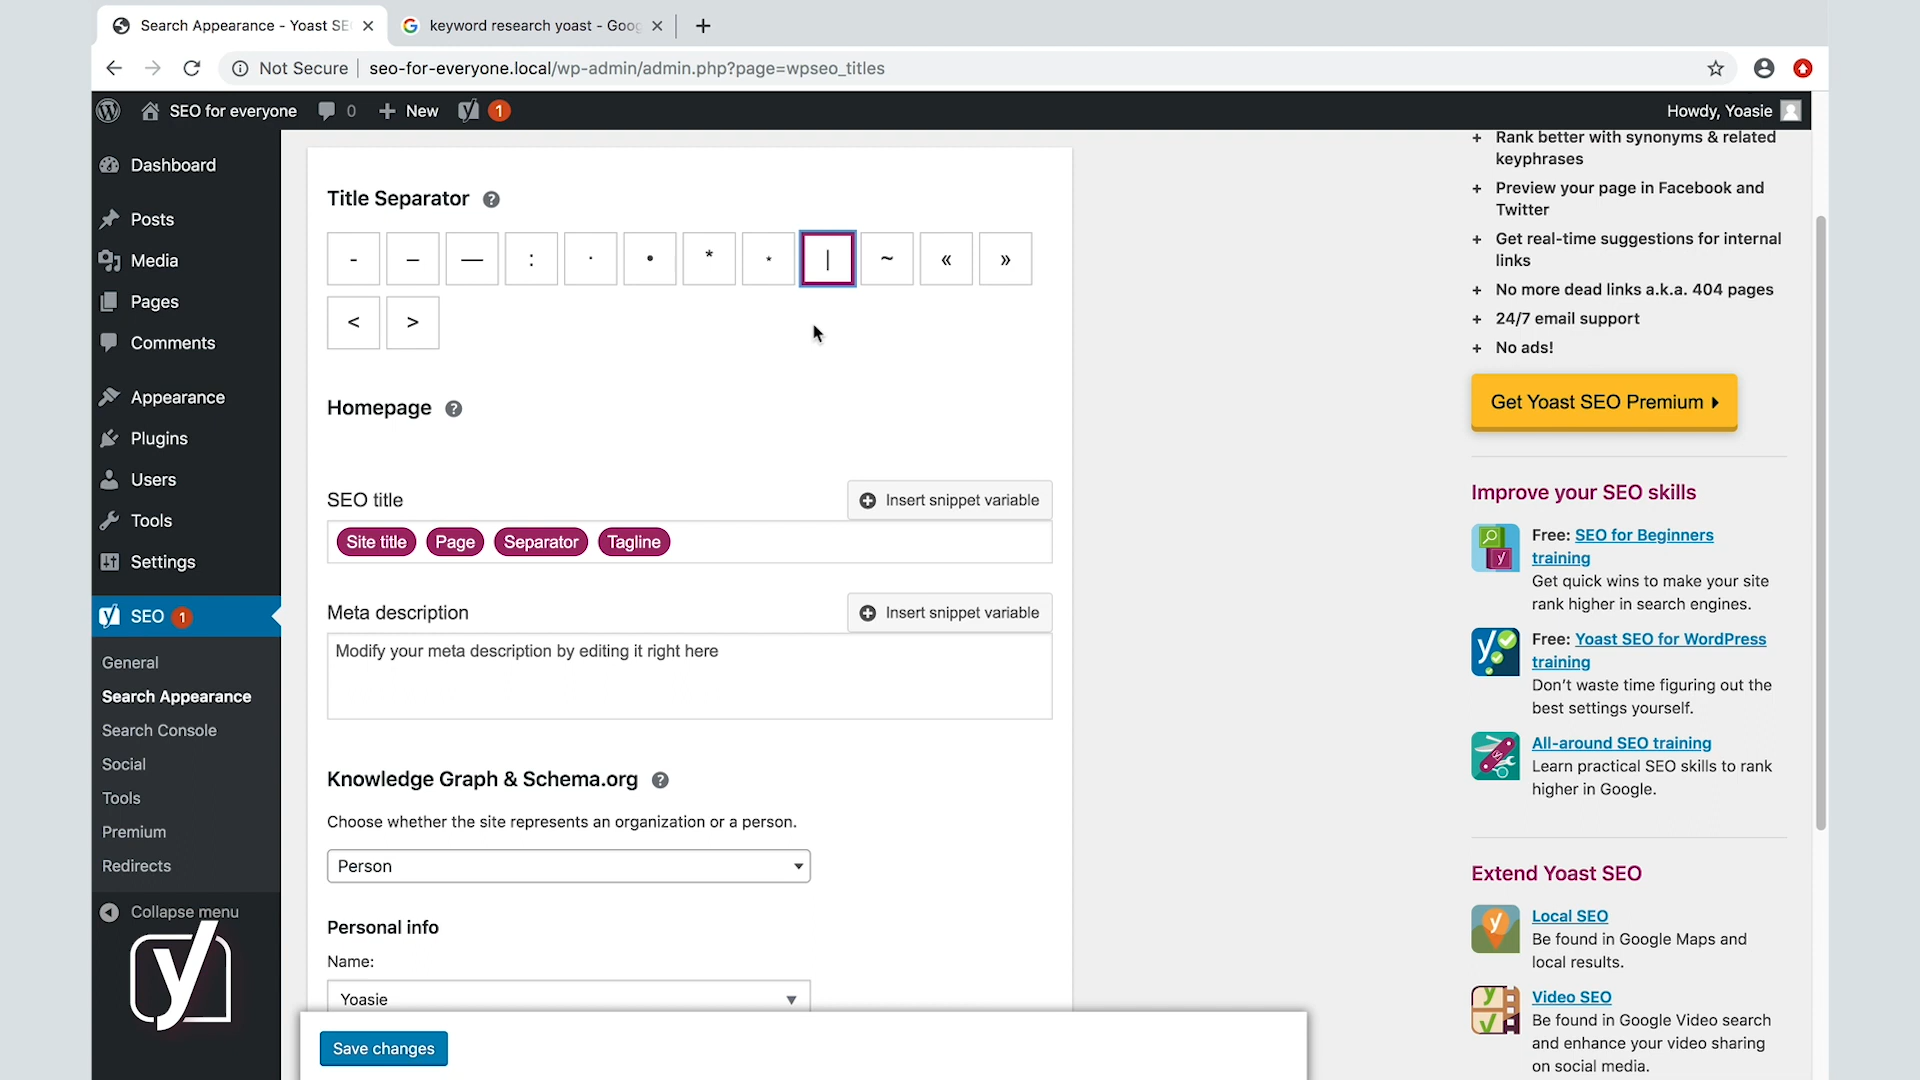 Search Appearance - Yoast SE
keyword research yoast - Goog
Not Secure
seo-for-everyone.local/wp-admin/admin.php?page=wpseo_titles
SEO for everyone
0
+ New
1
Howdy, Yoasie
Dashboard
Posts
Media
Pages
Comments
Appearance
Plugins
Users
Tools
Settings
SEO 1
General
Search Appearance
Search Console
Social
Tools
Premium
Redirects
Collapse menu
y
Title Separator ?
- – — : · • * ⋆ | ~ « »
< >
Homepage ?
SEO title
Insert snippet variable
Site title Page Separator Tagline
Meta description
Insert snippet variable
Modify your meta description by editing it right here
Knowledge Graph & Schema.org ?
Choose whether the site represents an organization or a person.
Person
Personal info
Name:
Yoasie
Save changes
+ Rank better with synonyms & related
keyphrases
+ Preview your page in Facebook and
Twitter
+ Get real-time suggestions for internal
links
+ No more dead links a.k.a. 404 pages
+ 24/7 email support
+ No ads!
Get Yoast SEO Premium
Improve your SEO skills
Free: SEO for Beginners
training
Get quick wins to make your site
rank higher in search engines.
Free: Yoast SEO for WordPress
training
Don’t waste time figuring out the
best settings yourself.
All-around SEO training
Learn practical SEO skills to rank
higher in Google.
Extend Yoast SEO
Local SEO
Be found in Google Maps and
local results.
Video SEO
Be found in Google Video search
and enhance your video sharing
on social media.